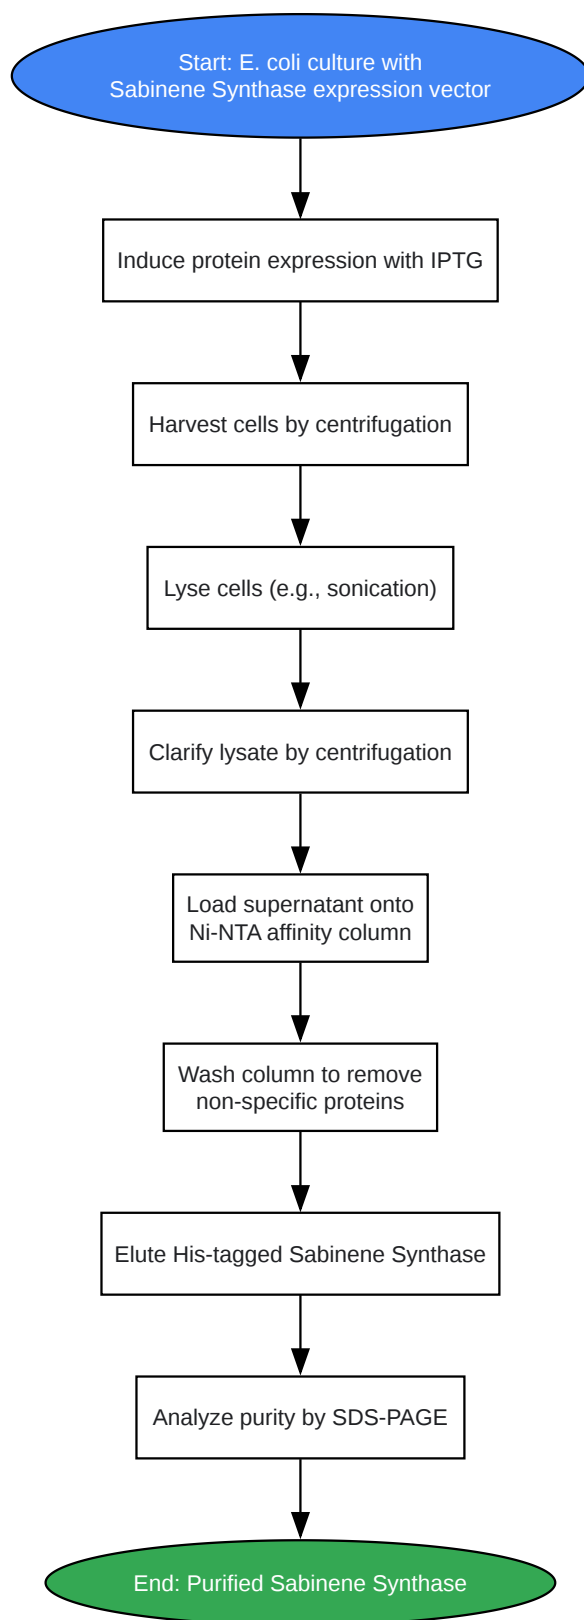 Start: E. coli culture with
Sabinene Synthase expression vector
Induce protein expression with IPTG
Harvest cells by centrifugation
Lyse cells (e.g., sonication)
Clarify lysate by centrifugation
Load supernatant onto
Ni-NTA affinity column
Wash column to remove
non-specific proteins
Elute His-tagged Sabinene Synthase
Analyze purity by SDS-PAGE
End: Purified Sabinene Synthase